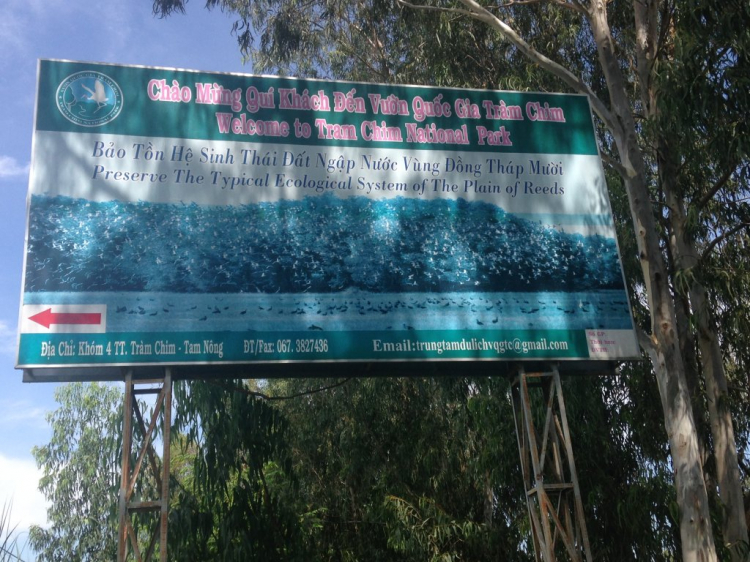 Chào Mừng Quí Khách Đến Vườn Quốc Gia Tràm Chim
Welcome to Tram Chim National Park
Bảo Tồn Hệ Sinh Thái Đất Ngập Nước Vùng Đồng Tháp Mười
Preserve The Typical Ecological System of The Plain of Reeds
Địa Chỉ: Khóm 4 TT. Tràm Chim - Tam Nông ĐT/Fax: 067. 3827436 Email:trungtamdulichvqgtc@gmail.com